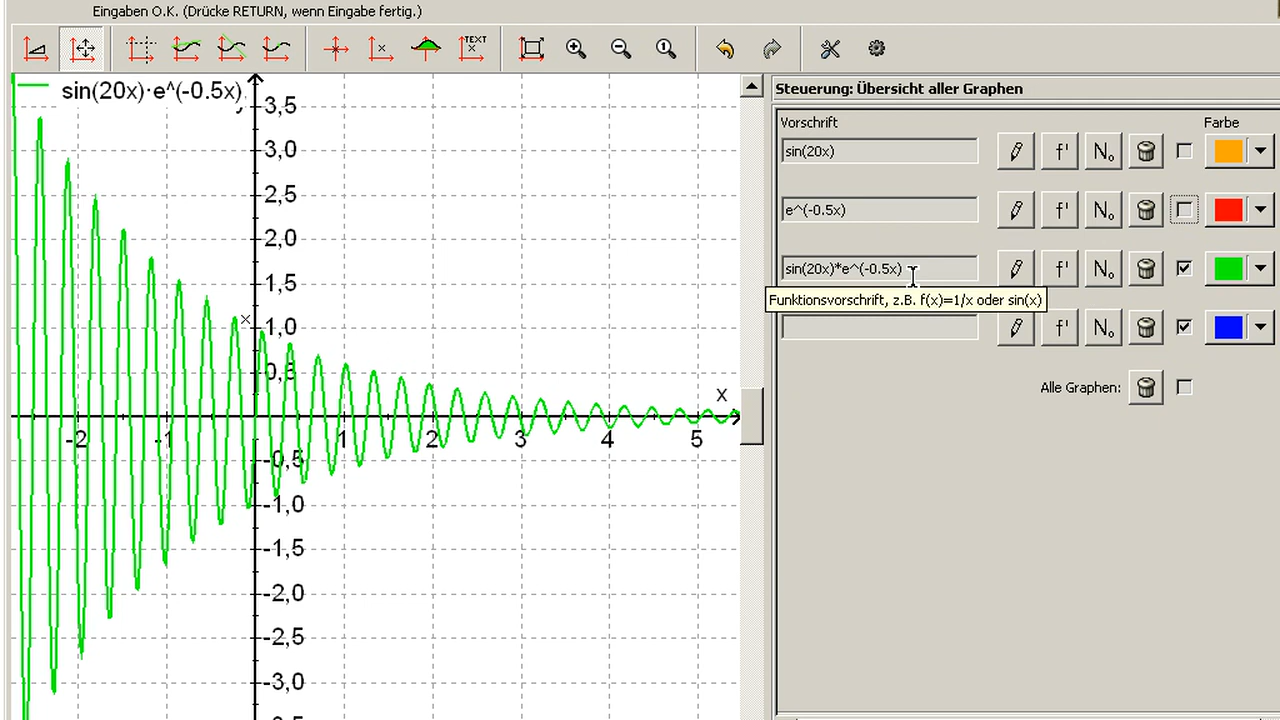 Eingaben O.K. (Drücke RETURN, wenn Eingabe fertig.)
TEXT
x
x
1
sin(20x)·e^(-0.5x)
y
3,5
3,0
2,5
2,0
1,5
1,0
0,5
x
-2
-1
1
2
3
4
5
-0,5
-1,0
-1,5
-2,0
-2,5
-3,0
-3,5
Steuerung: Übersicht aller Graphen
Vorschrift
Farbe
sin(20x)
f'
N₀
e^(-0.5x)
f'
N₀
sin(20x)*e^(-0.5x)
f'
N₀
Funktionsvorschrift, z.B. f(x)=1/x oder sin(x)
f'
N₀
Alle Graphen: